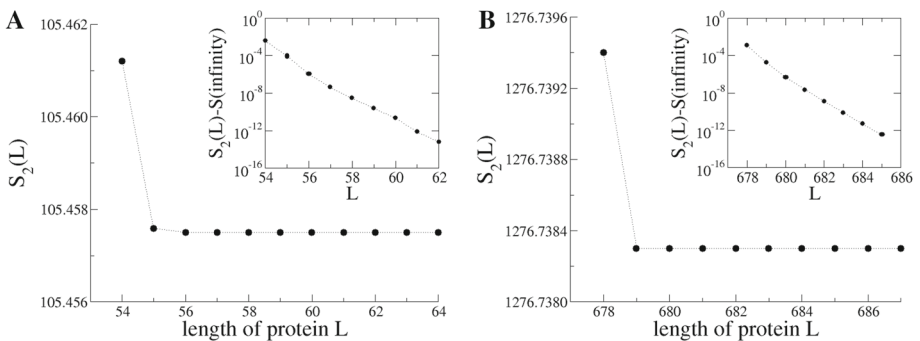 A
105.462
105.460
105.458
105.456
S2(L)
54 56 58 60 62 64
length of protein L
10^0
10^-4
10^-8
10^-12
10^-16
S2(L)-S(infinity)
54 56 58 60 62
L
B
1276.7396
1276.7392
1276.7388
1276.7384
1276.7380
S2(L)
678 680 682 684 686
length of protein L
10^0
10^-4
10^-8
10^-12
10^-16
S2(L)-S(infinity)
678 680 682 684 686
L